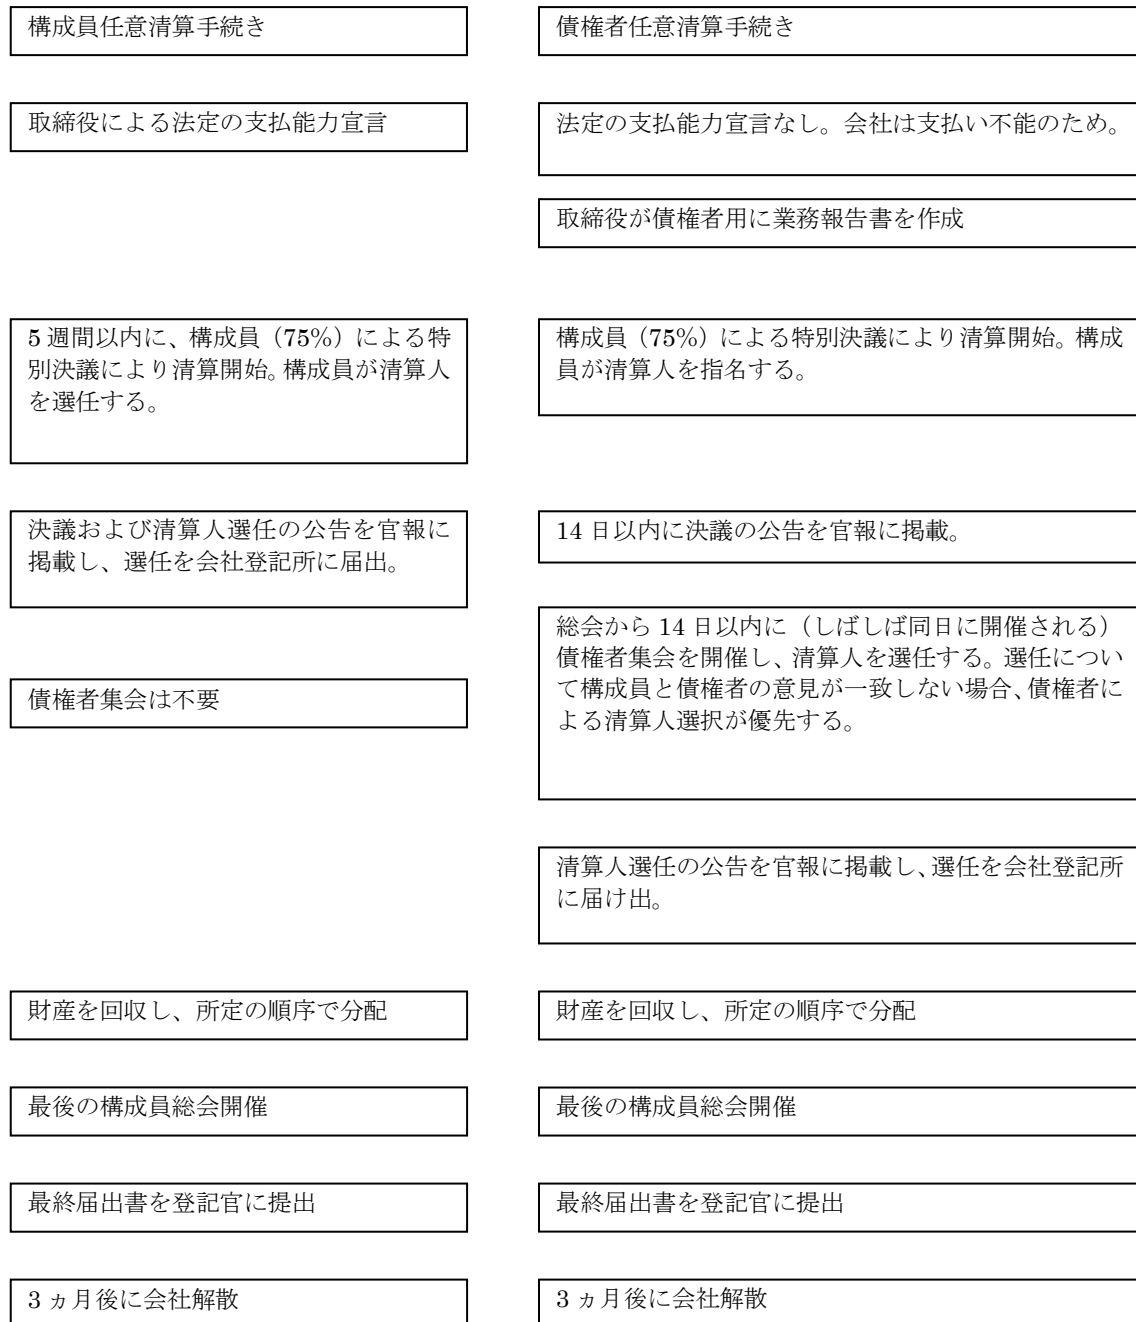 構成員任意清算手続き
債権者任意清算手続き
取締役による法定の支払能力宣言
法定の支払能力宣言なし。会社は支払い不能のため。
取締役が債権者用に業務報告書を作成
5 週間以内に、構成員（75%）による特
別決議により清算開始。構成員が清算人
を選任する。
構成員（75%）による特別決議により清算開始。構成
員が清算人を指名する。
決議および清算人選任の公告を官報に
掲載し、選任を会社登記所に届出。
14 日以内に決議の公告を官報に掲載。
債権者集会は不要
総会から 14 日以内に（しばしば同日に開催される）
債権者集会を開催し、清算人を選任する。選任につい
て構成員と債権者の意見が一致しない場合、債権者に
よる清算人選択が優先する。
清算人選任の公告を官報に掲載し、選任を会社登記所
に届け出。
財産を回収し、所定の順序で分配
財産を回収し、所定の順序で分配
最後の構成員総会開催
最後の構成員総会開催
最終届出書を登記官に提出
最終届出書を登記官に提出
3 ヵ月後に会社解散
3 ヵ月後に会社解散